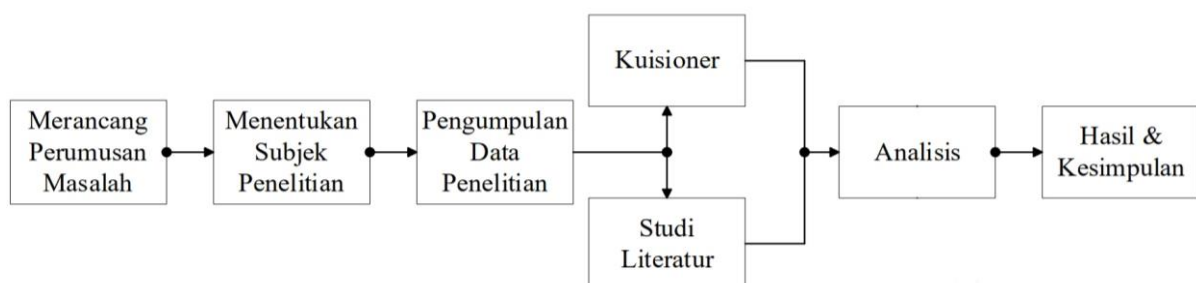 Merancang
Perumusan
Masalah
Menentukan
Subjek
Penelitian
Pengumpulan
Data
Penelitian
Kuisioner
Studi
Literatur
Analisis
Hasil &
Kesimpulan